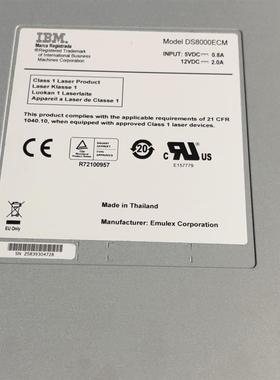 IBM.
Marca Registrada
®Registered Trademark
of International Business
Machines Corporation
Model DS8000ECM
INPUT: 5VDC ⎓ 0.8A
12VDC ⎓ 2.0A
Class 1 Laser Product
Laser Klasse 1
Luokan 1 Laserlaite
Appareil a Laser de Classe 1
This product complies with the applicable requirements of 21 CFR
1040.10, when equipped with approved Class 1 laser devices.
R72100957
20
c RU us
E157779
EU Only
Made in Thailand
Manufacturer: Emulex Corporation
SN ZS839304728